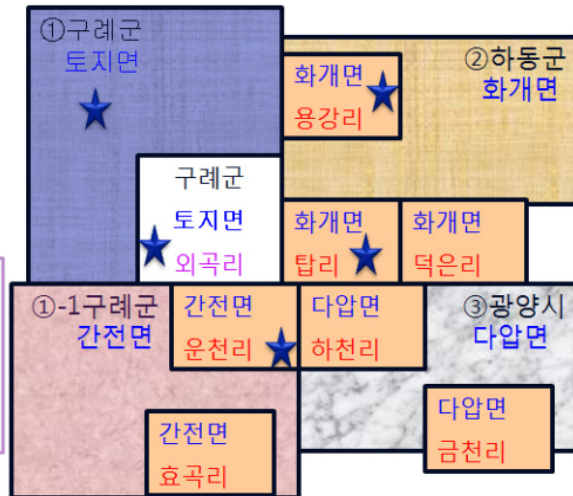 ①구례군
토지면
②하동군
화개면
화개면
용강리
구례군
토지면
외곡리
화개면
탑리
화개면
덕은리
①-1구례군
간전면
간전면
운천리
다압면
하천리
③광양시
다압면
간전면
효곡리
다압면
금천리